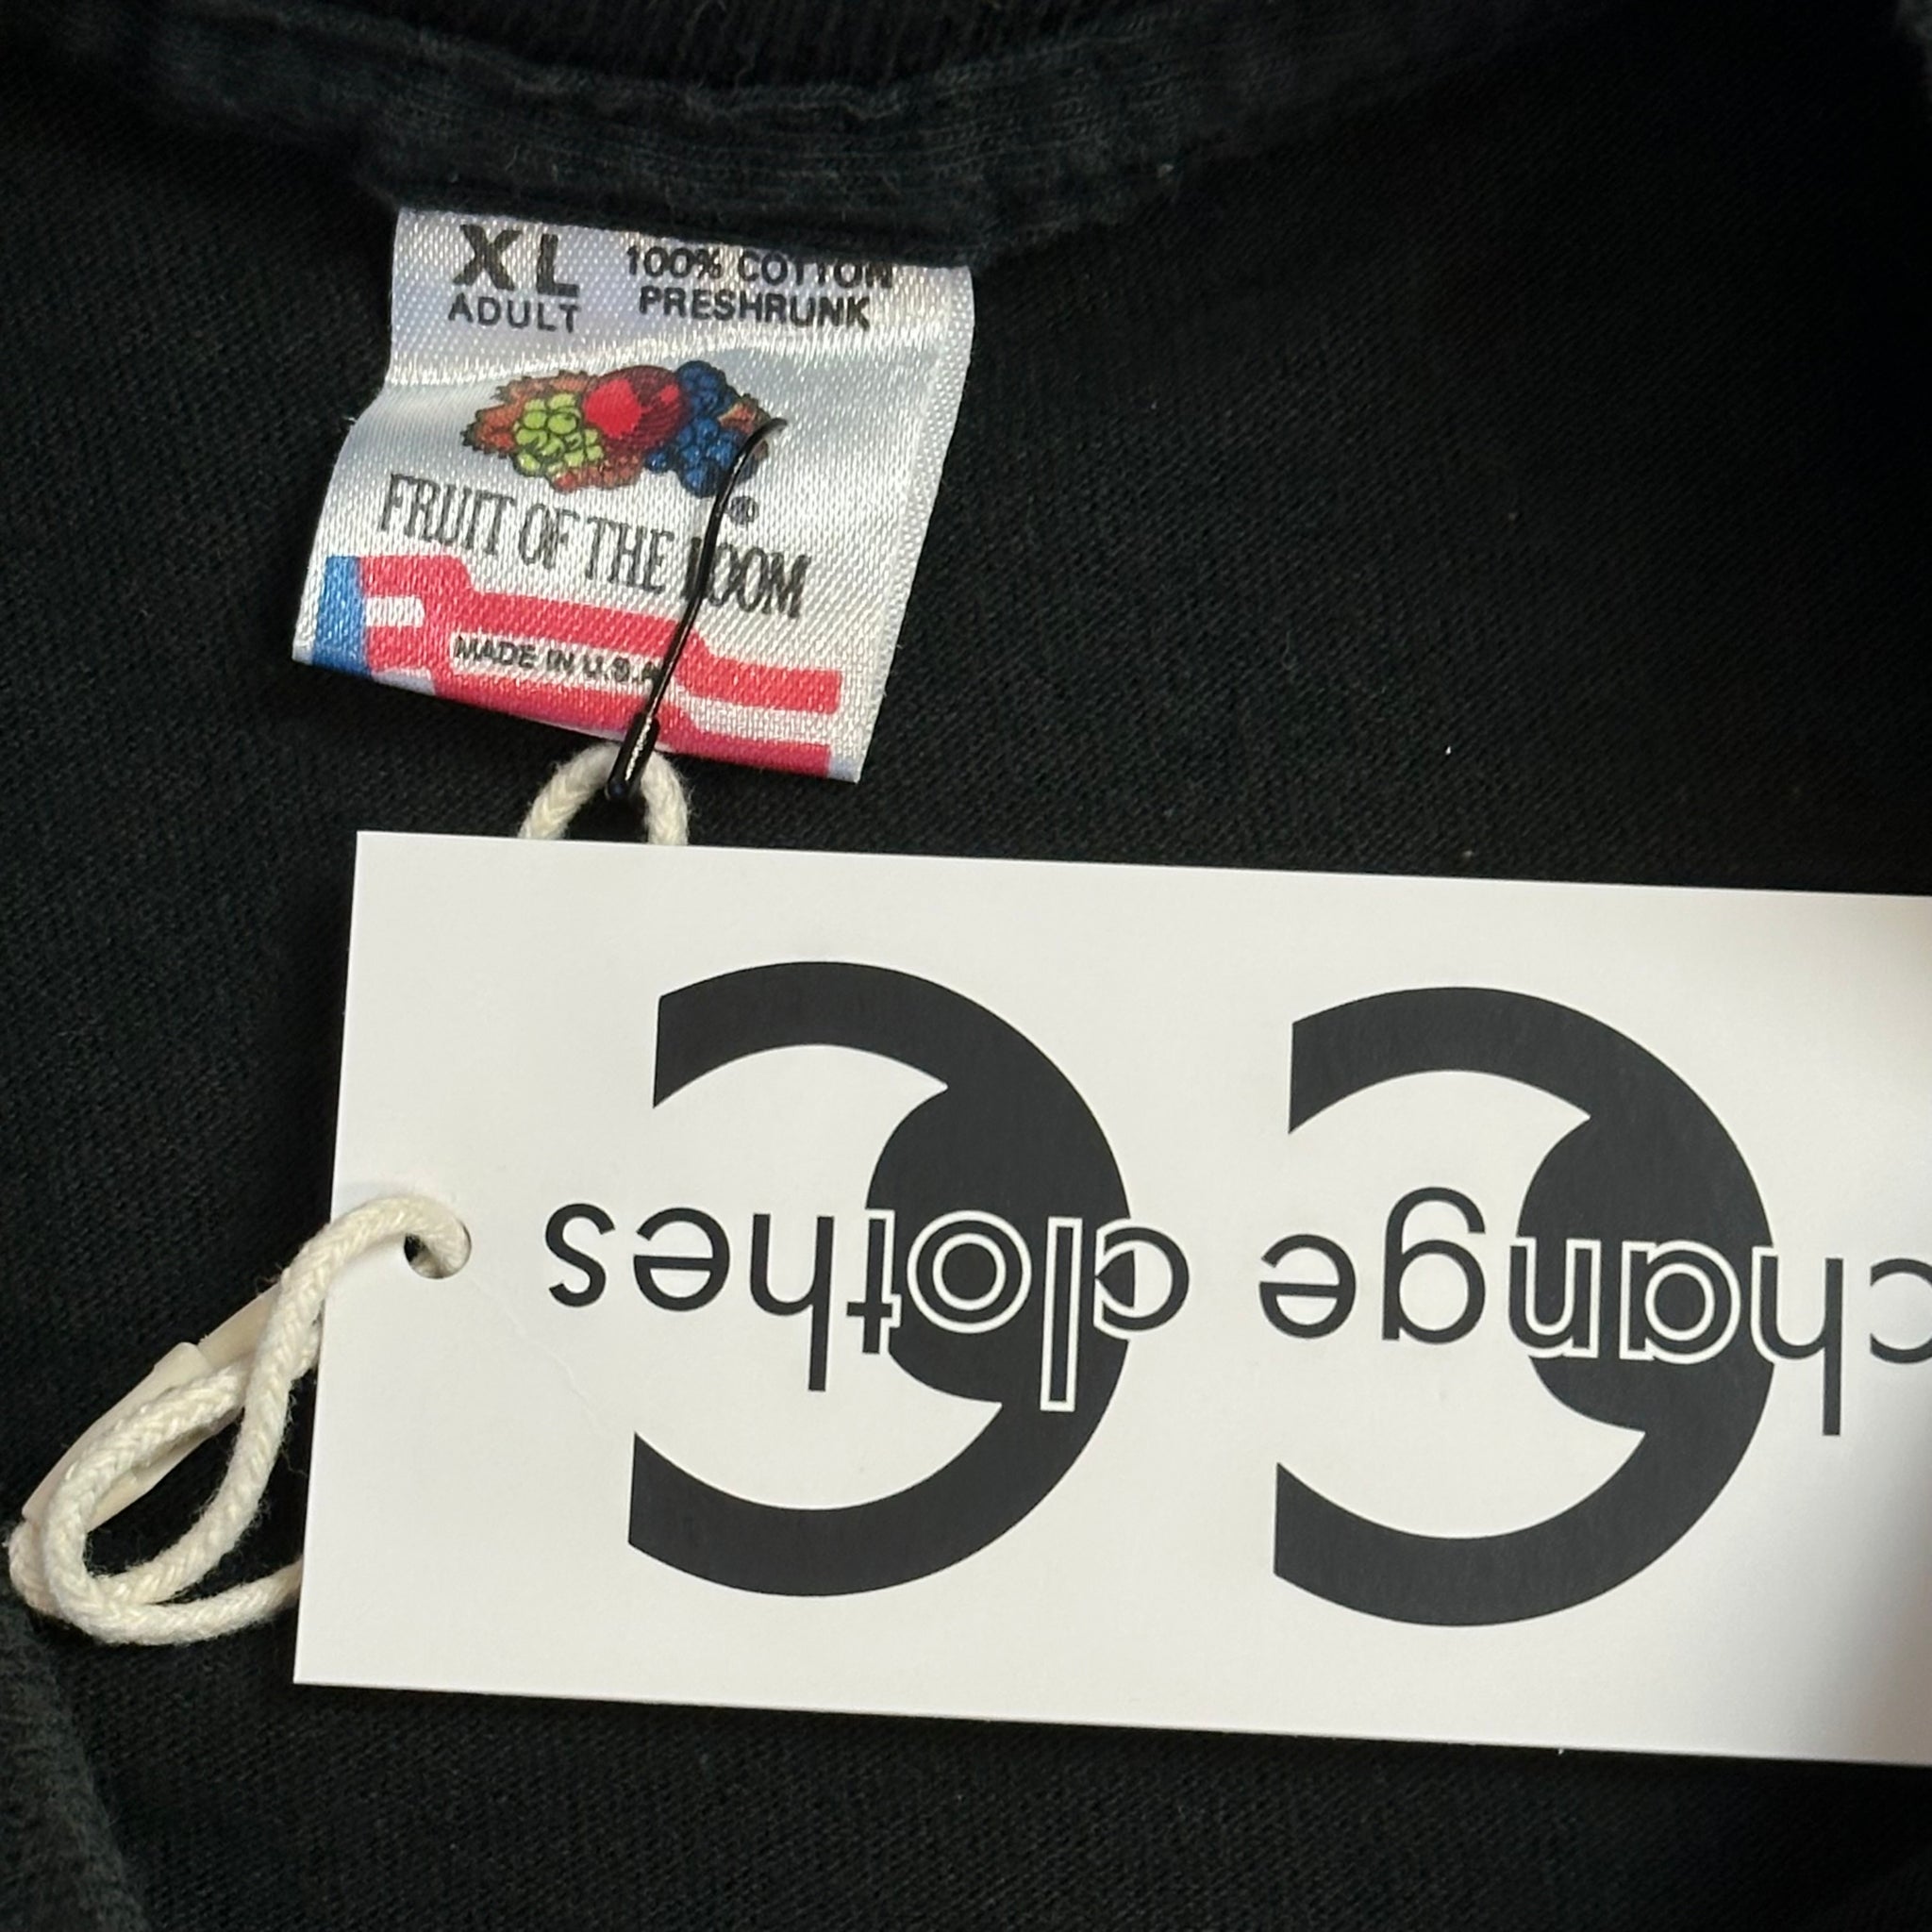 XL
ADULT
100% COTTON
PRESHRUNK
®
FRUIT OF THE LOOM
MADE IN U.S.A.
change clothes